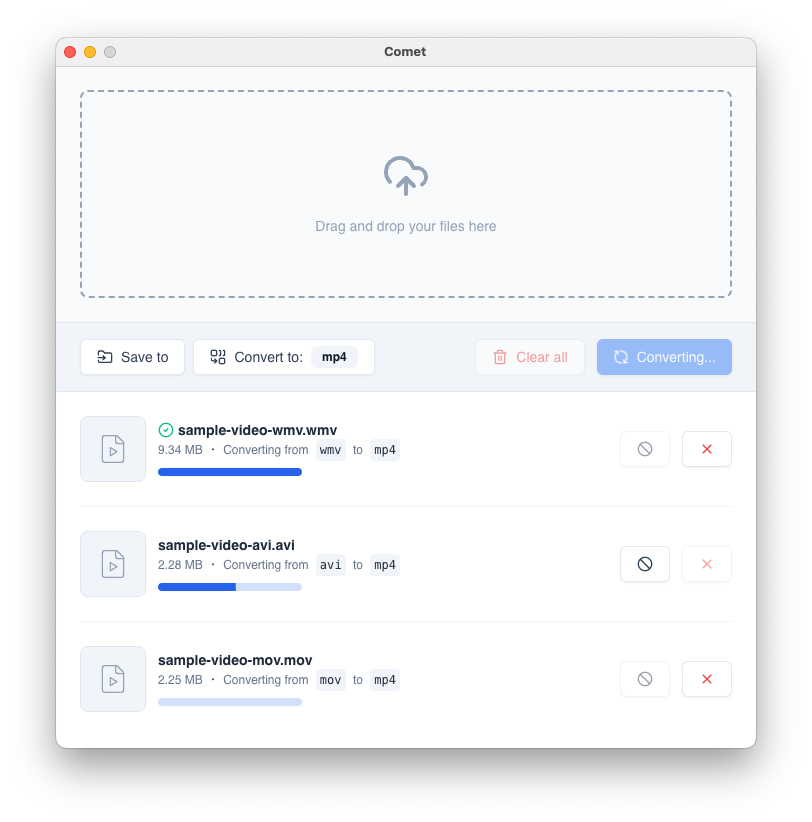 Comet
Drag and drop your files here
Save to
Convert to: mp4
Clear all
Converting...
sample-video-wmv.wmv
9.34 MB · Converting from wmv to mp4
sample-video-avi.avi
2.28 MB · Converting from avi to mp4
sample-video-mov.mov
2.25 MB · Converting from mov to mp4